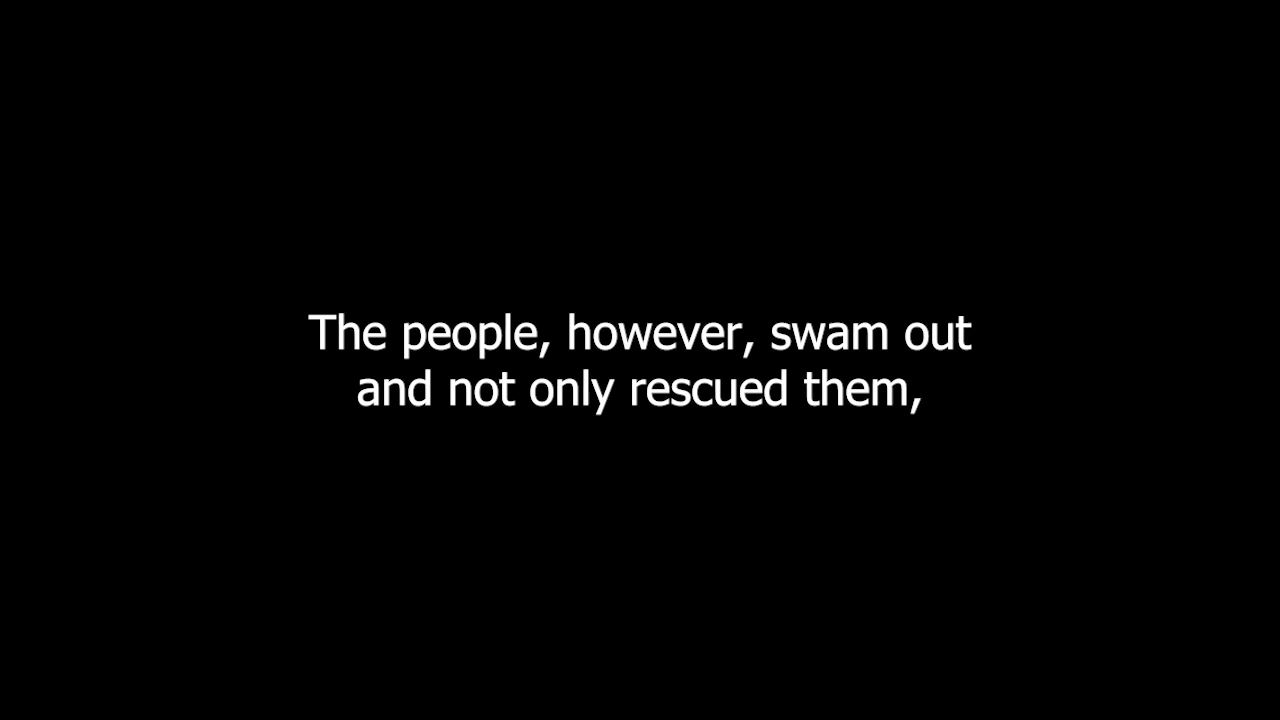 The people, however, swam out
and not only rescued them,